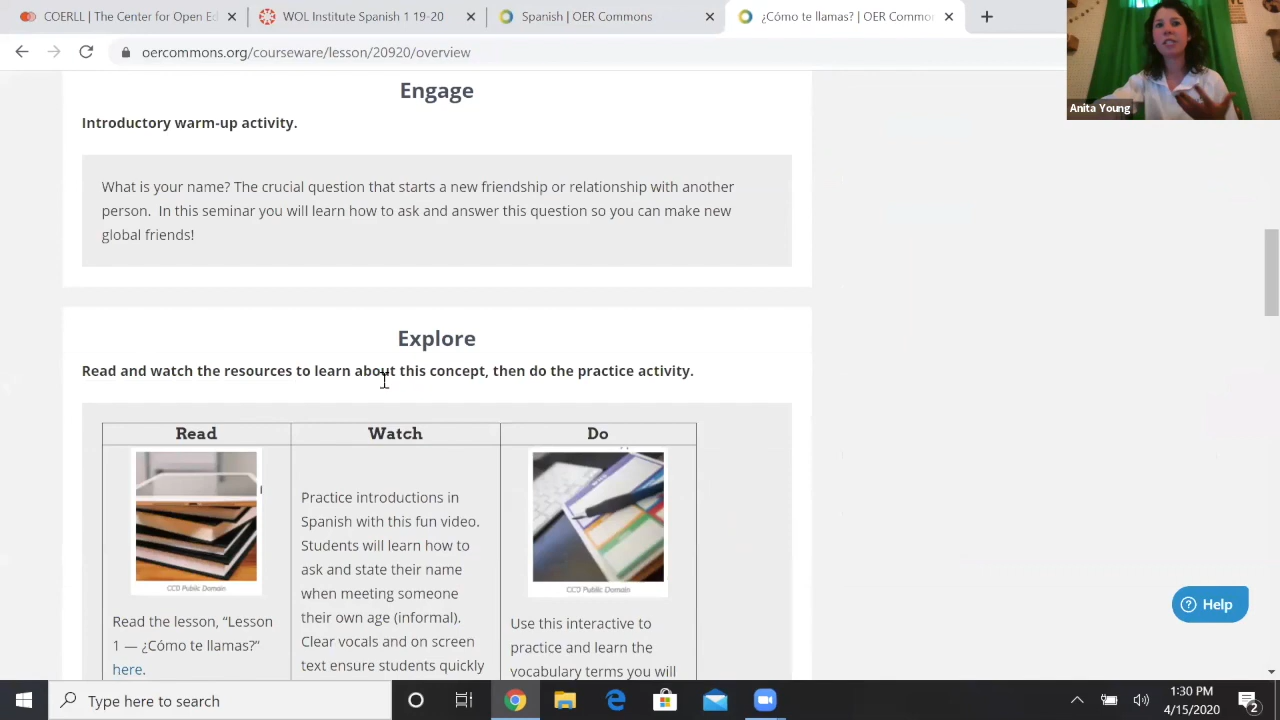 COERLL | The Center for Open Ed
WOL Institute Spanish 1 19-20
Spanish | OER Commons
¿Cómo te llamas? | OER Commo
oercommons.org/courseware/lesson/20920/overview
Anita Young
Engage
Introductory warm-up activity.
What is your name? The crucial question that starts a new friendship or relationship with another
person. In this seminar you will learn how to ask and answer this question so you can make new
global friends!
Explore
Read and watch the resources to learn about this concept, then do the practice activity.
Read
Watch
Do
CC0 Public Domain
Read the lesson, “Lesson
1 — ¿Cómo te llamas?”
here.
Practice introductions in
Spanish with this fun video.
Students will learn how to
ask and state their name
when meeting someone
their own age (informal).
Clear vocals and on screen
text ensure students quickly
CC0 Public Domain
Use this interactive to
practice and learn the
vocabulary terms you will
Help
Type here to search
1:30 PM
4/15/2020
2